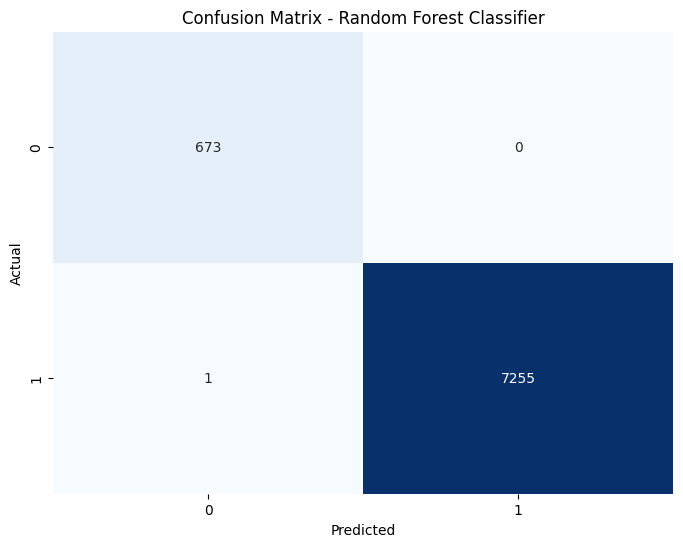 Confusion Matrix - Random Forest Classifier
0
673
0
Actual
1
1
7255
0
1
Predicted